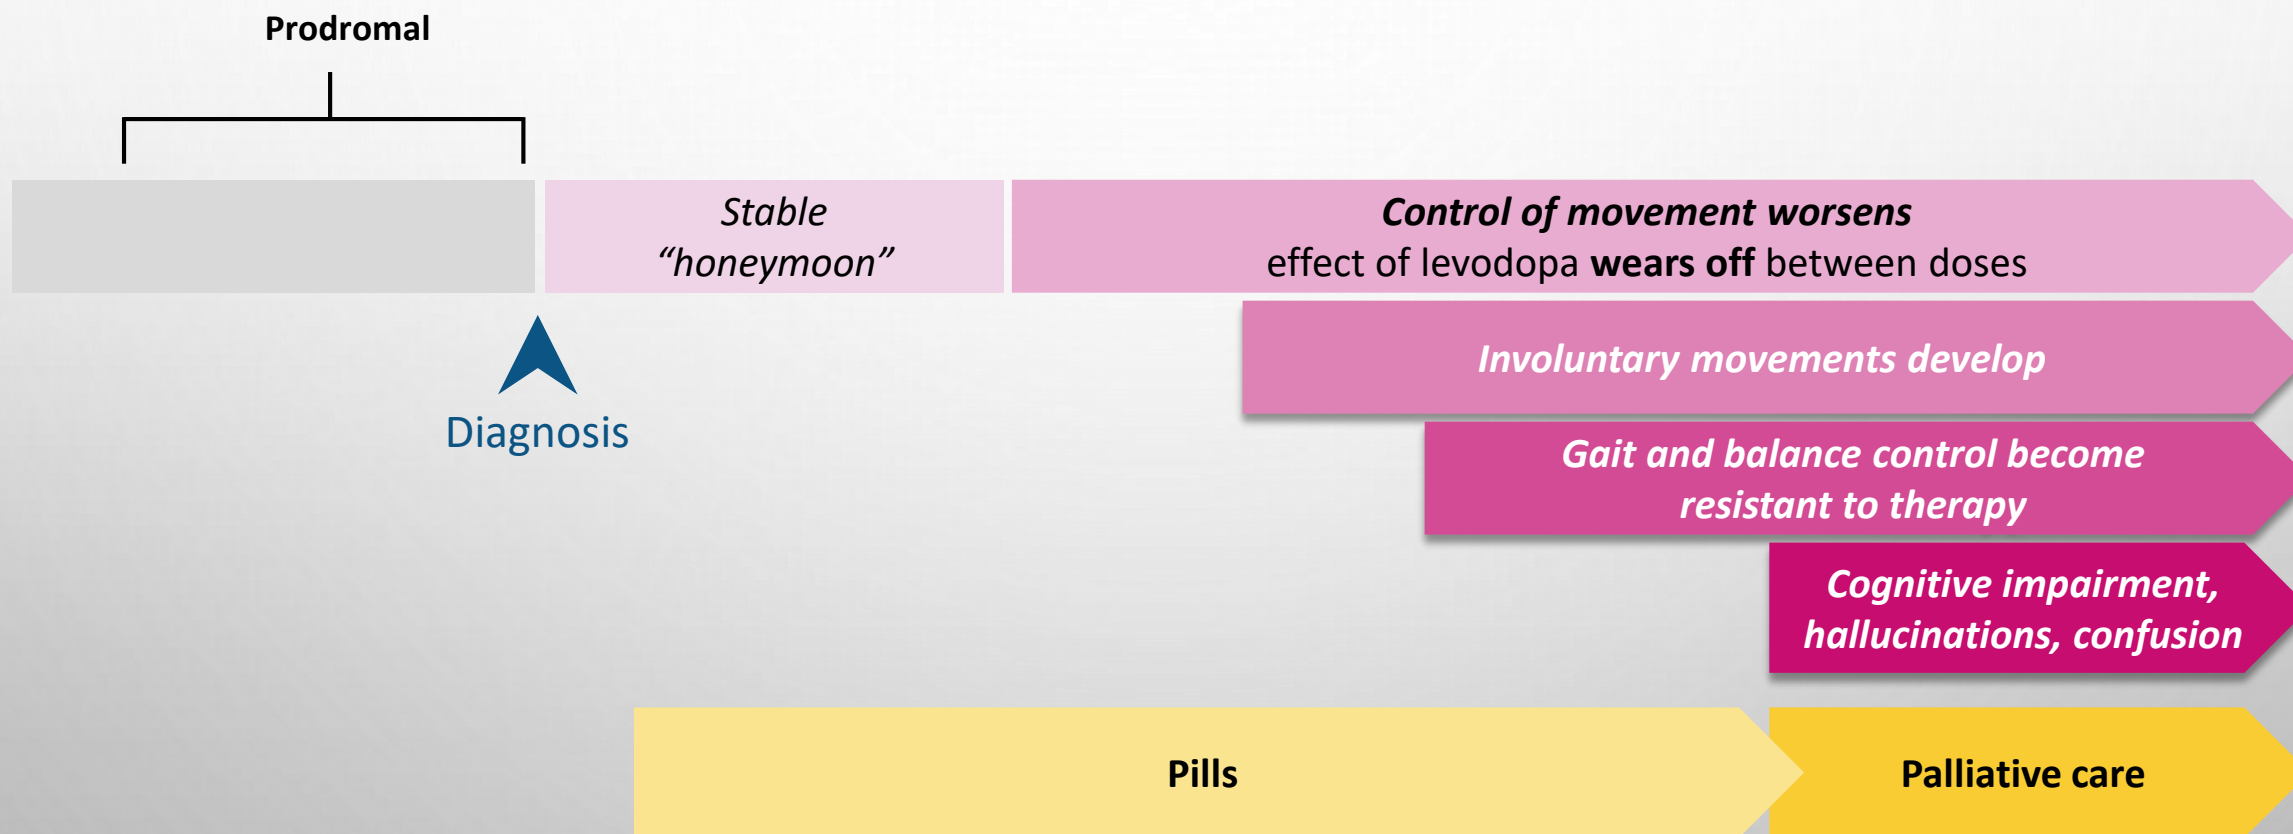 Prodromal
Stable
“honeymoon”
Control of movement worsens
effect of levodopa wears off between doses
Diagnosis
Involuntary movements develop
Gait and balance control become
resistant to therapy
Cognitive impairment,
hallucinations, confusion
Pills
Palliative care